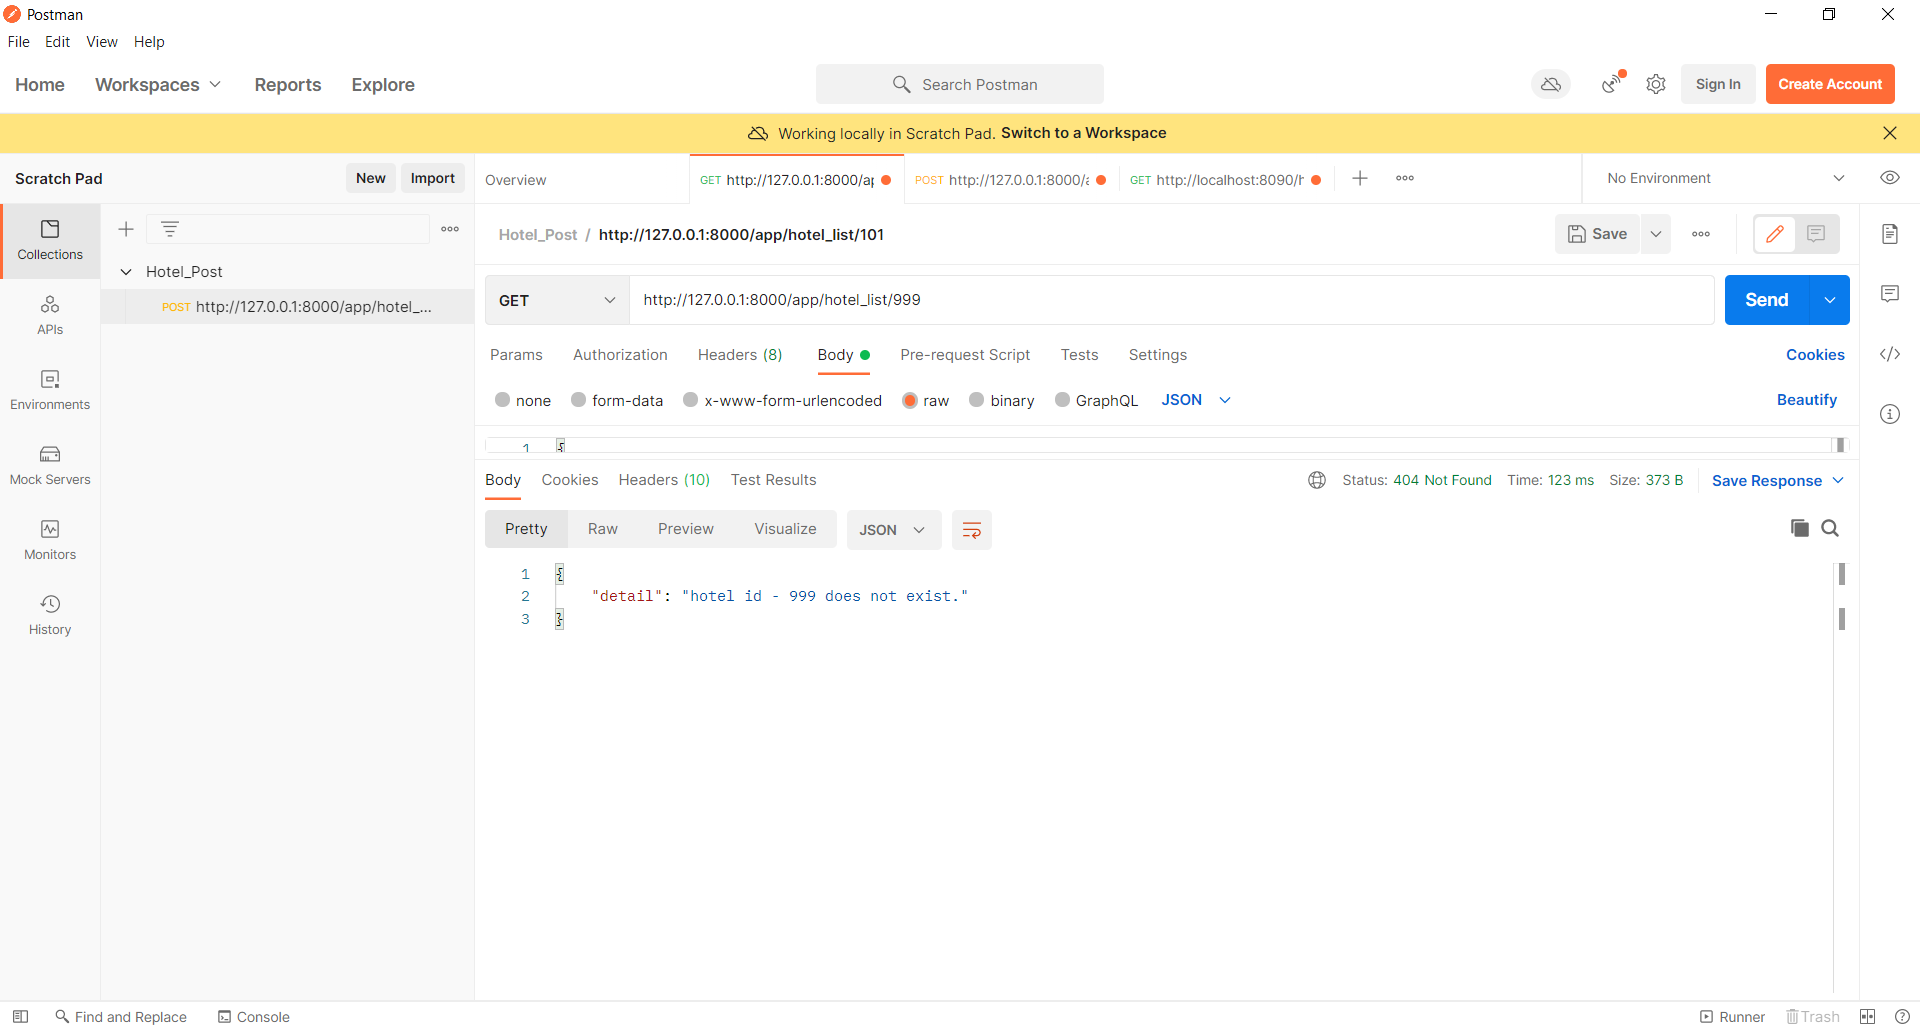 Postman
File Edit View Help
Home Workspaces Reports Explore
Search Postman
Sign In
Create Account
Working locally in Scratch Pad. Switch to a Workspace
Scratch Pad
New
Import
Overview
GET http://127.0.0.1:8000/ap
POST http://127.0.0.1:8000/a
GET http://localhost:8090/h
No Environment
Collections
APIs
Environments
Mock Servers
Monitors
History
Hotel_Post
POST http://127.0.0.1:8000/app/hotel_...
Hotel_Post / http://127.0.0.1:8000/app/hotel_list/101
Save
GET
http://127.0.0.1:8000/app/hotel_list/999
Send
Params Authorization Headers (8) Body Pre-request Script Tests Settings
Cookies
none form-data x-www-form-urlencoded raw binary GraphQL JSON
Beautify
1 {
Body Cookies Headers (10) Test Results
Status: 404 Not Found Time: 123 ms Size: 373 B
Save Response
Pretty Raw Preview Visualize JSON
1 {
2 "detail": "hotel id - 999 does not exist."
3 }
Find and Replace
Console
Runner
Trash